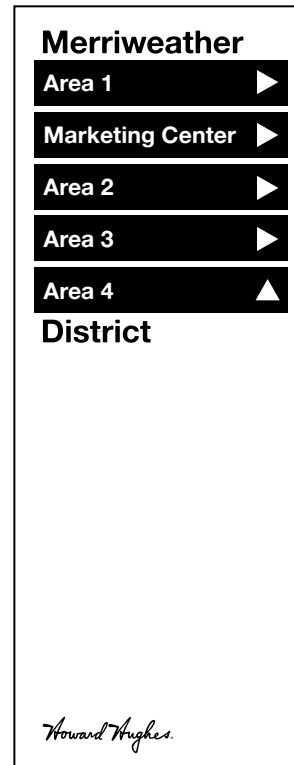 Merriweather
Area 1
Marketing Center
Area 2
Area 3
Area 4
District
Howard Hughes.